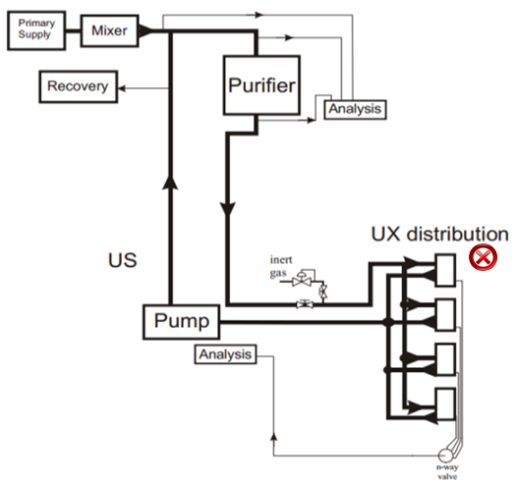 Primary
Supply
Mixer
Recovery
Purifier
Analysis
UX distribution
US
inert
gas
Pump
Analysis
n-way
valve